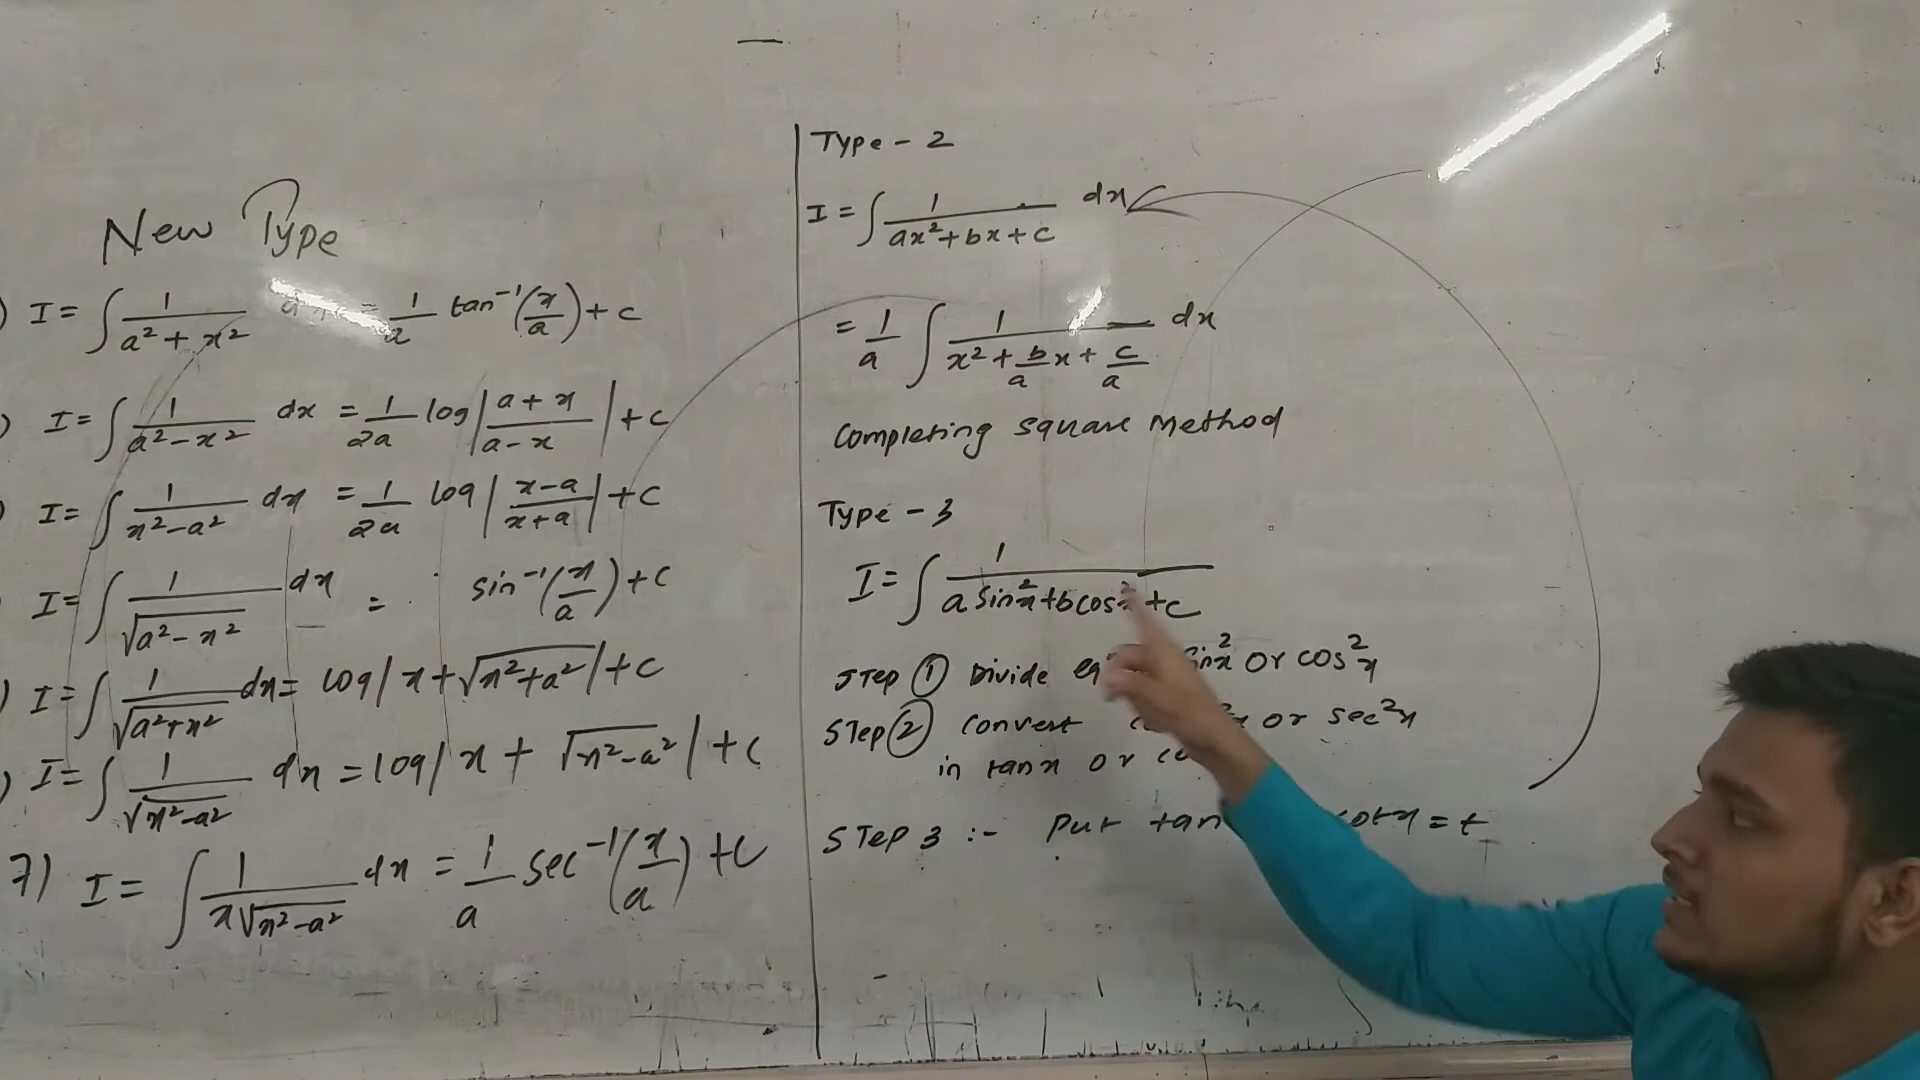 New Type
) I = ∫ 1/(a² + x²) dx = 1/a tan⁻¹(x/a) + c
) I = ∫ 1/(a² - x²) dx = 1/2a log|(a + x)/(a - x)| + c
) I = ∫ 1/(x² - a²) dx = 1/2a log|(x - a)/(x + a)| + c
I = ∫ 1/√(a² - x²) dx = sin⁻¹(x/a) + c
) I = ∫ 1/√(a² + x²) dx = log|x + √(x² + a²)| + c
) I = ∫ 1/√(x² - a²) dx = log|x + √(x² - a²)| + c
7) I = ∫ 1/(x√(x² - a²)) dx = 1/a sec⁻¹(x/a) + c
Type - 2
I = ∫ 1/(ax² + bx + c) dx
= 1/a ∫ 1/(x² + b/a x + c/a) dx
Completing square Method
Type - 3
I = ∫ 1/(a sin²x + b cos²x + c)
STEP ① Divide or cos²x
STEP ② convert or sec²x
in tan x or
STEP 3 :- Put tan cot x = t